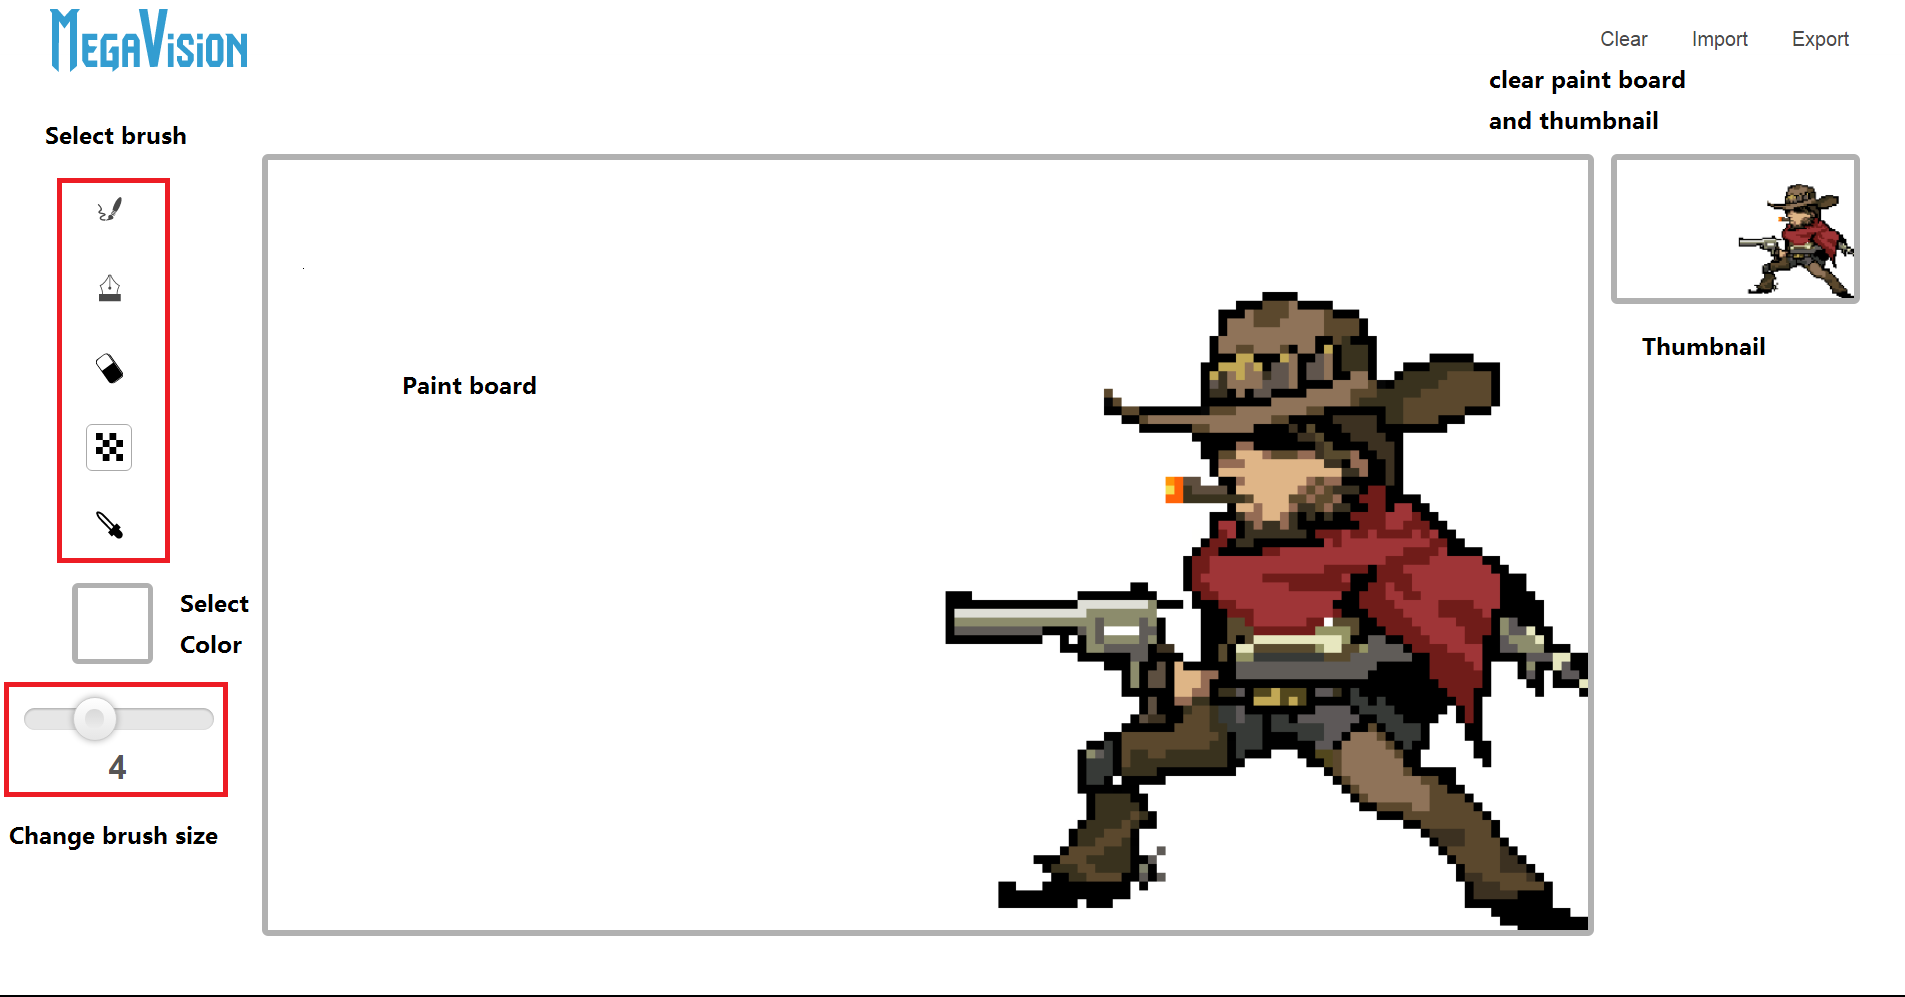 MegaVision
Clear Import Export
clear paint board
and thumbnail
Select brush
Paint board
Thumbnail
Select
Color
4
Change brush size